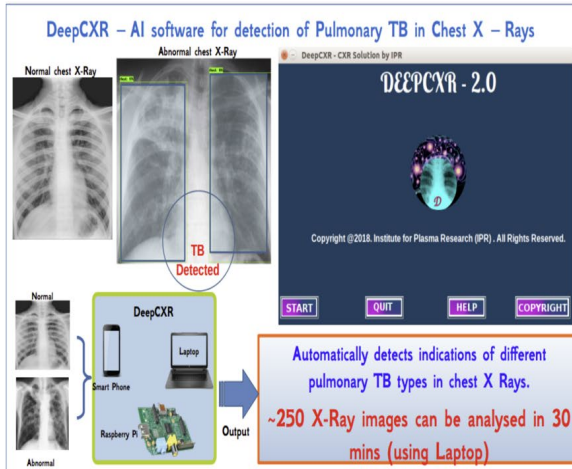 DeepCXR – AI software for detection of Pulmonary TB in Chest X – Rays
Abnormal chest X-Ray
Normal chest X-Ray
TB
Detected
DeepCXR - CXR Solution by IPR
DEEPCXR - 2.0
D
Copyright @2018. Institute for Plasma Research (IPR) . All Rights Reserved.
START
QUIT
HELP
COPYRIGHT
Normal
Abnormal
DeepCXR
Smart Phone
Laptop
Raspberry Pi
Output
Automatically detects indications of different
pulmonary TB types in chest X Rays.
~250 X-Ray images can be analysed in 30
mins (using Laptop)